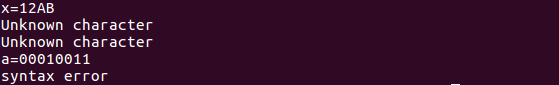 x=12AB
Unknown character
Unknown character
a=00010011
syntax error